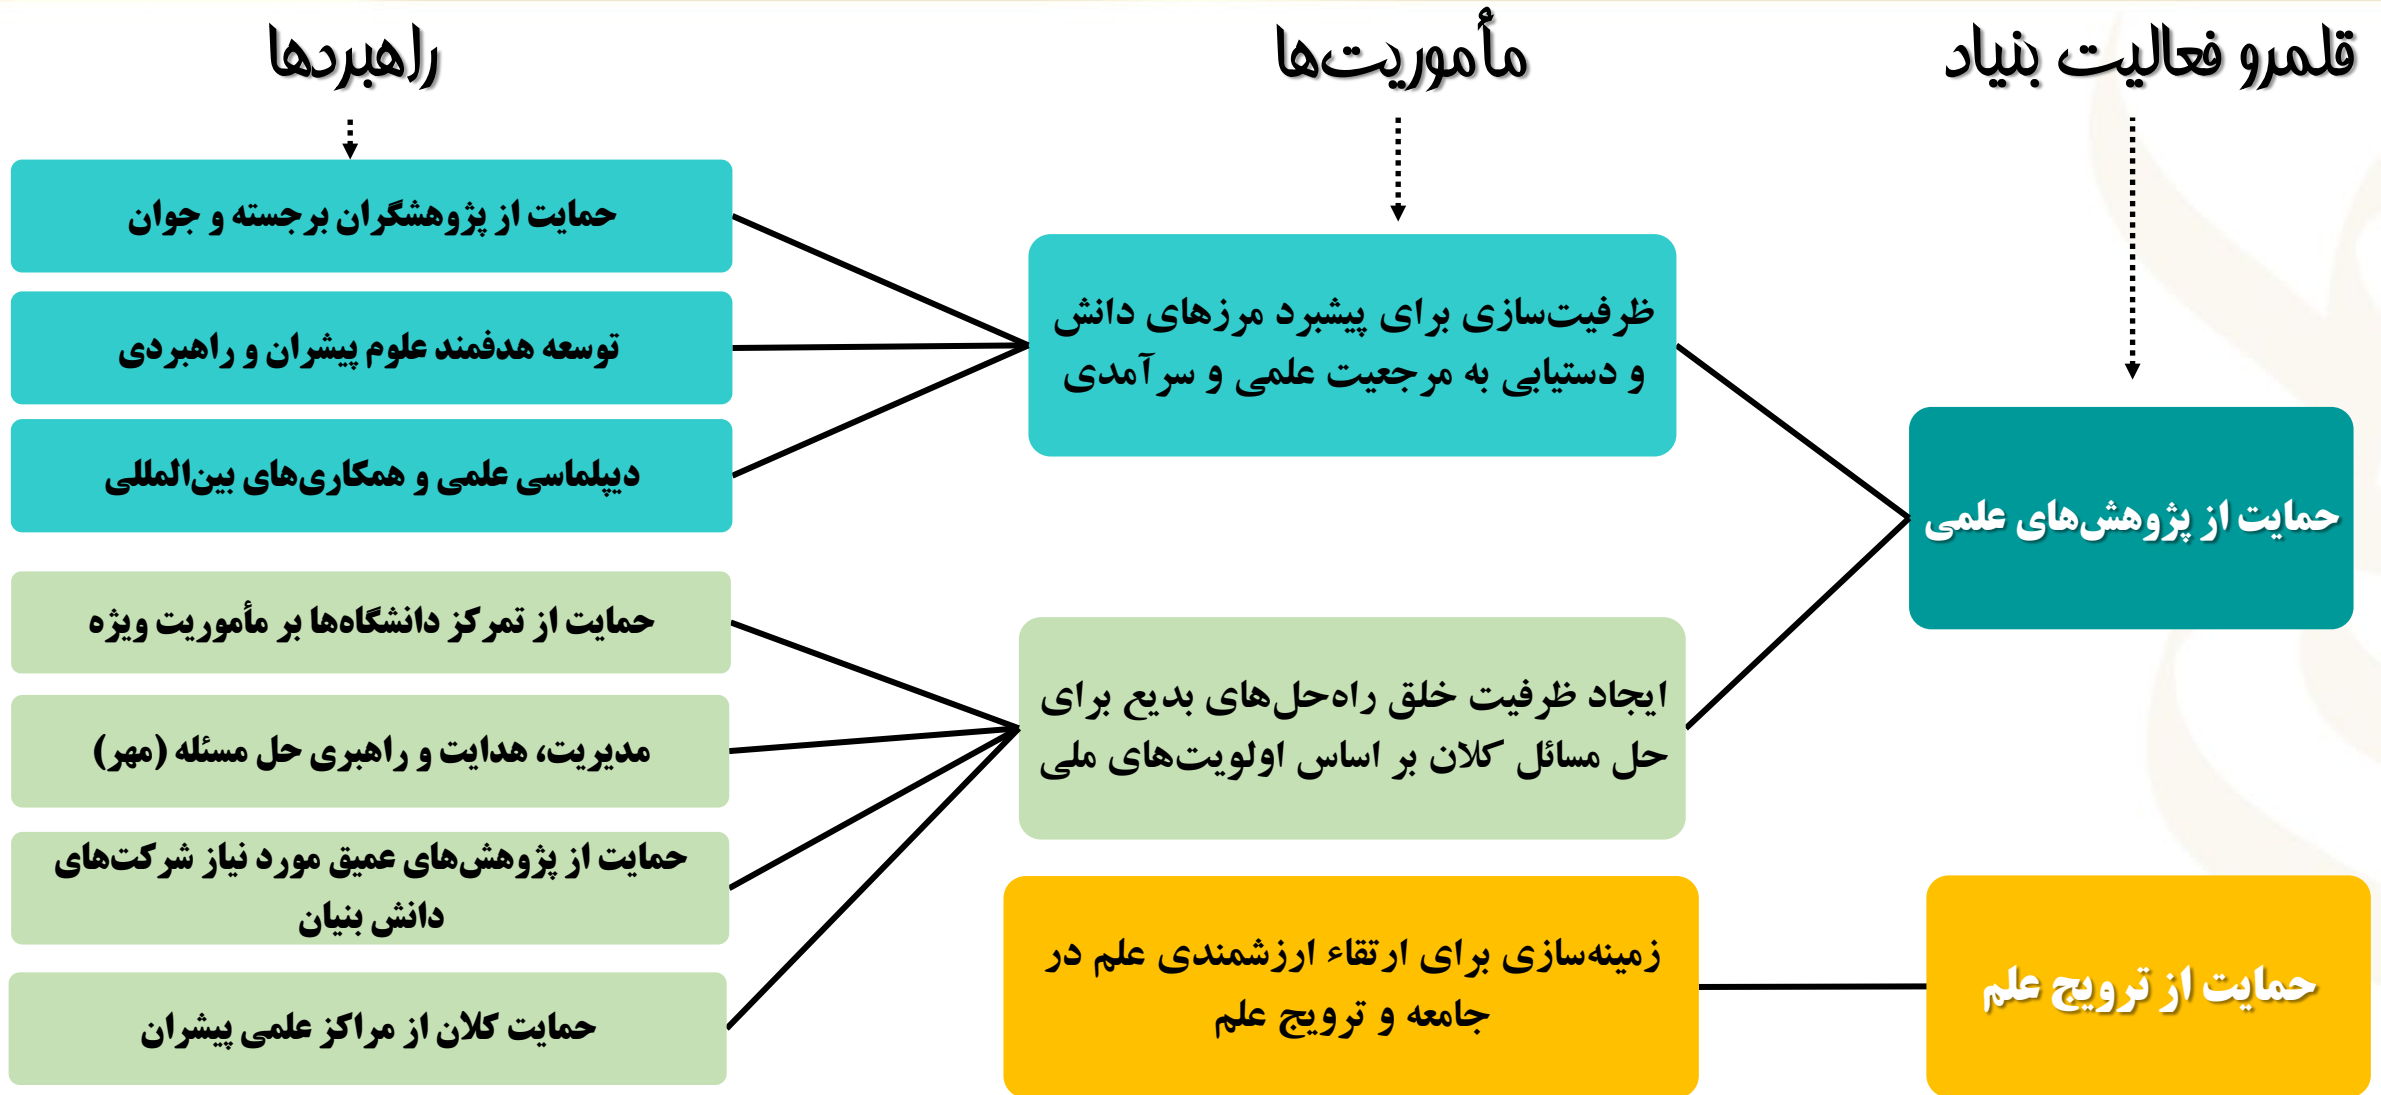 قلمرو فعالیت بنیاد
مأموریت‌ها
راهبردها
حمایت از پژوهش‌های علمی
ظرفیت‌سازی برای پیشبرد مرزهای دانش
و دستیابی به مرجعیت علمی و سرآمدی
حمایت از پژوهشگران برجسته و جوان
توسعه هدفمند علوم پیشران و راهبردی
دیپلماسی علمی و همکاری‌های بین‌المللی
ایجاد ظرفیت خلق راه‌حل‌های بدیع برای
حل مسائل کلان بر اساس اولویت‌های ملی
حمایت از تمرکز دانشگاه‌ها بر مأموریت ویژه
مدیریت، هدایت و راهبری حل مسئله (مهر)
حمایت از پژوهش‌های عمیق مورد نیاز شرکت‌های
دانش بنیان
حمایت کلان از مراکز علمی پیشران
حمایت از ترویج علم
زمینه‌سازی برای ارتقاء ارزشمندی علم در
جامعه و ترویج علم